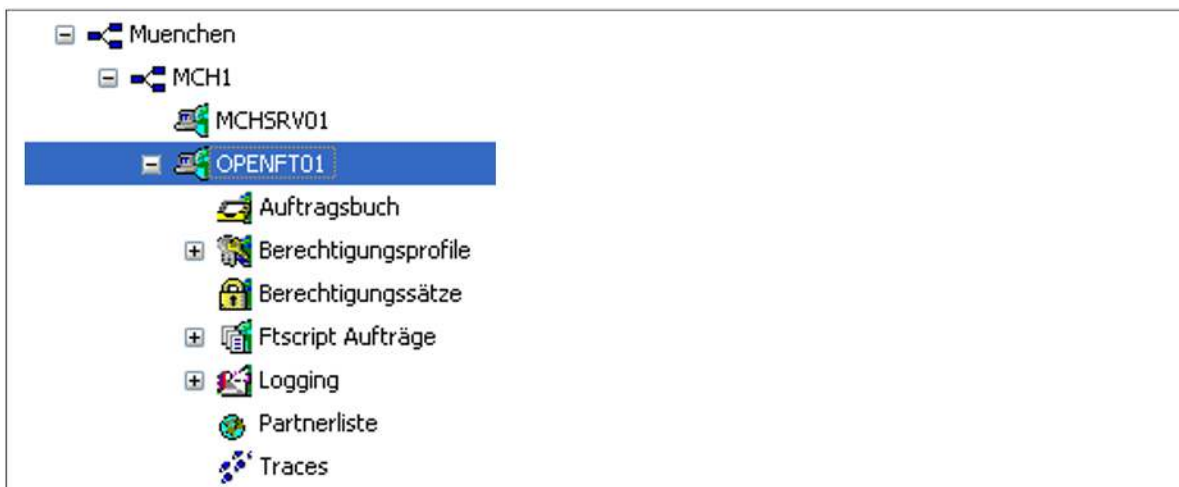 Muenchen
MCH1
MCHSRV01
OPENFT01
Auftragsbuch
Berechtigungsprofile
Berechtigungssätze
Ftscript Aufträge
Logging
Partnerliste
Traces